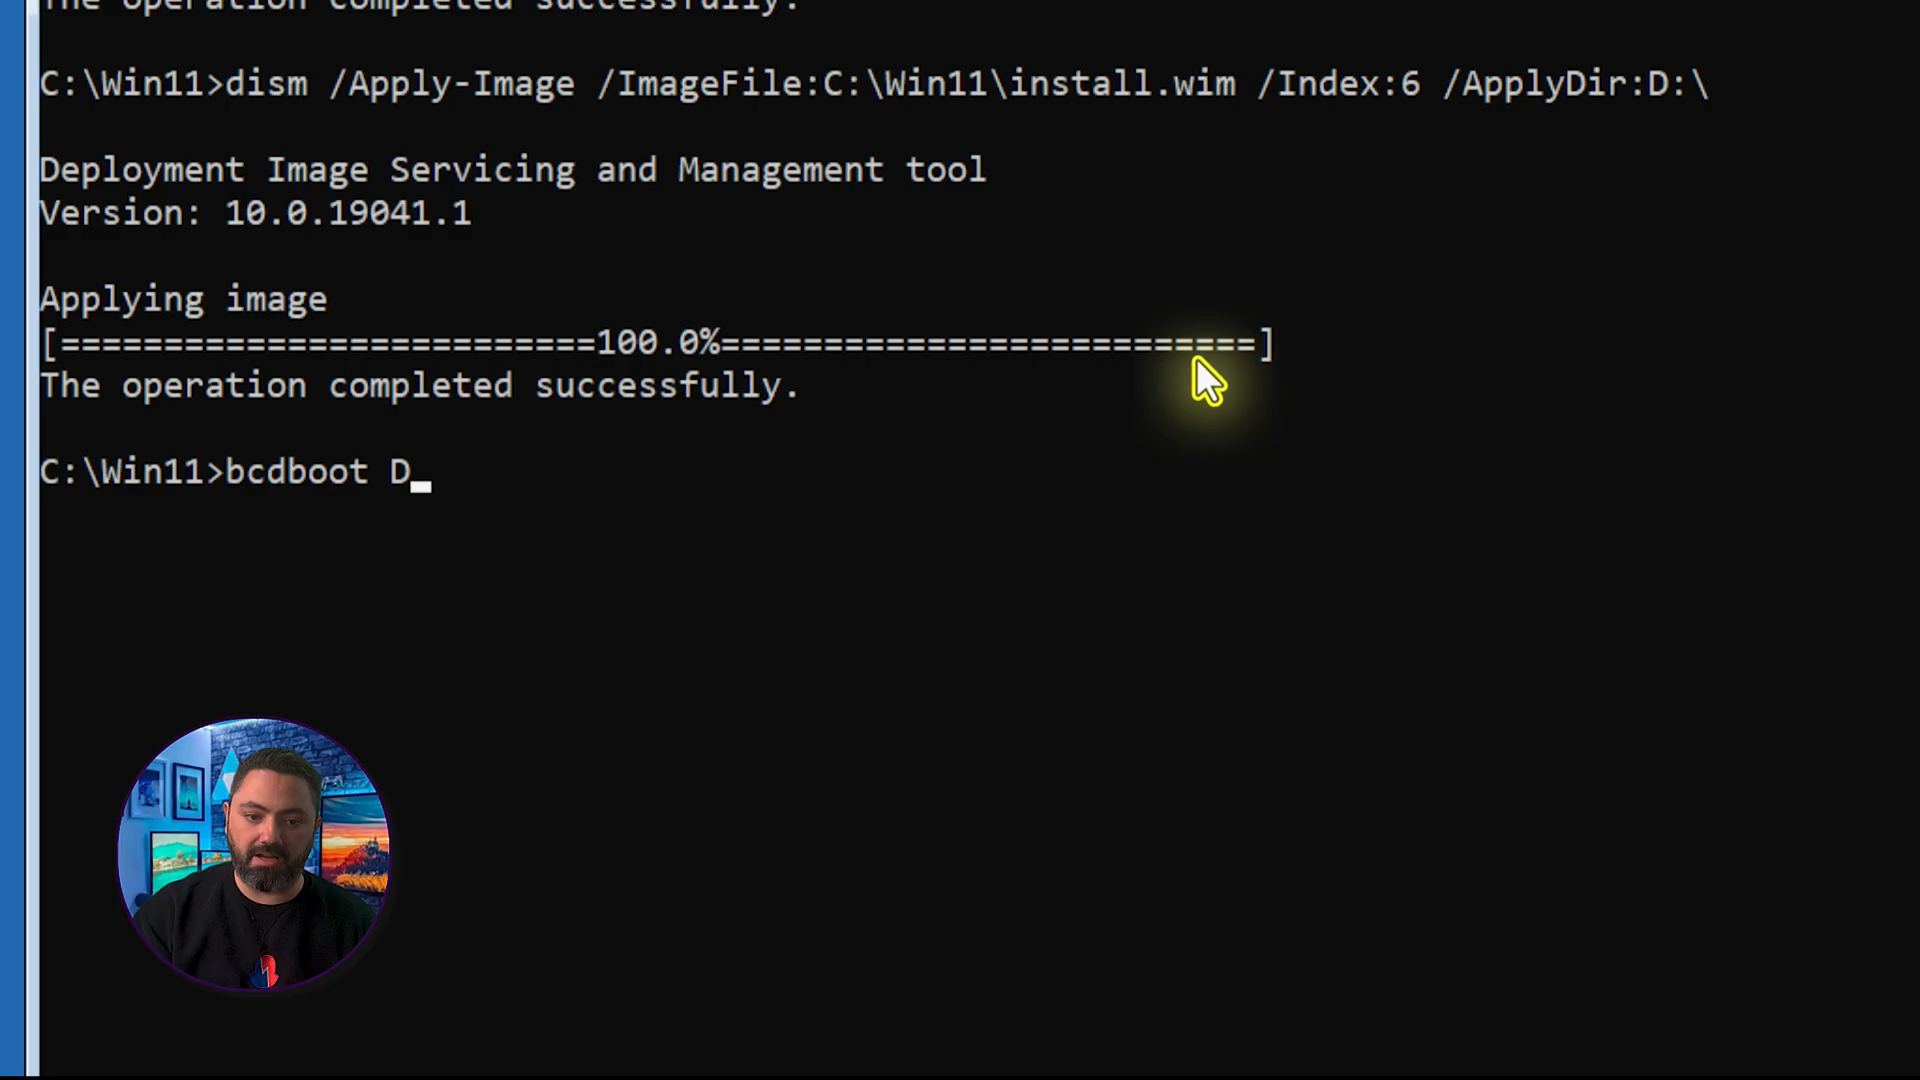 The operation completed successfully.
C:\Win11>dism /Apply-Image /ImageFile:C:\Win11\install.wim /Index:6 /ApplyDir:D:\
Deployment Image Servicing and Management tool
Version: 10.0.19041.1
Applying image
[==========================100.0%==========================]
The operation completed successfully.
C:\Win11>bcdboot D